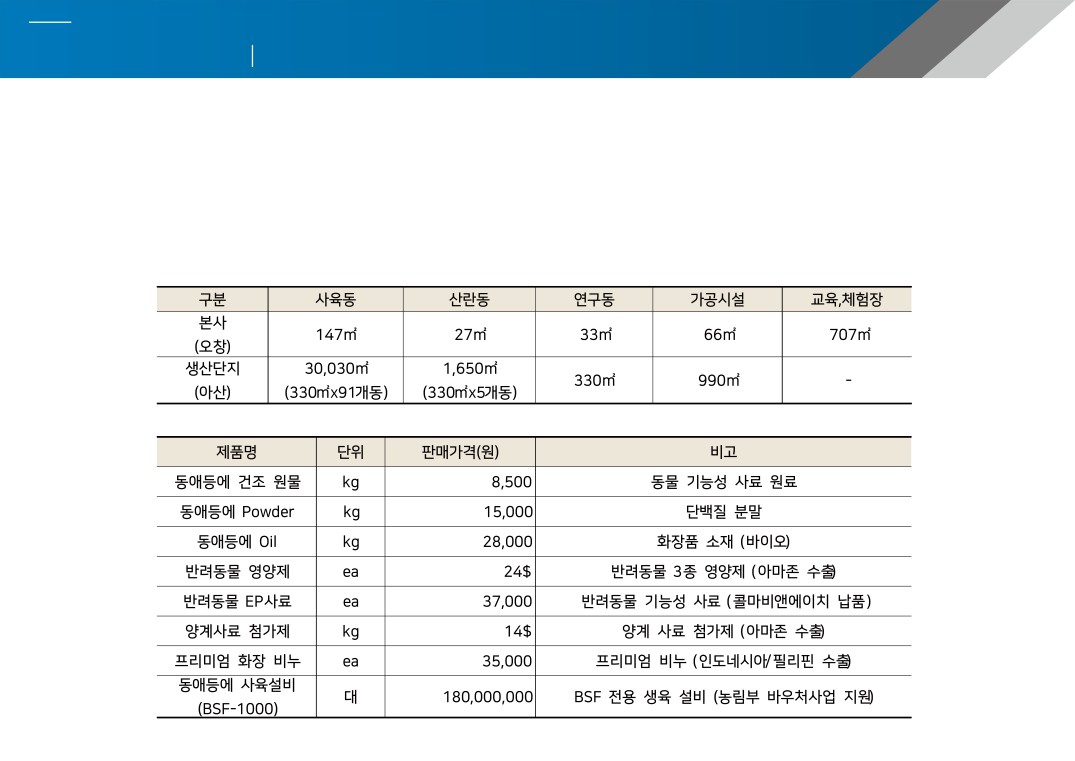 구분 사육동 산란동 연구동 가공시설 교육,체험장
본사
(오창) 147㎡ 27㎡ 33㎡ 66㎡ 707㎡
생산단지 30,030㎡ 1,650㎡ 330㎡ 990㎡ -
(아산) (330㎡x91개동) (330㎡x5개동)
제품명 단위 판매가격(원) 비고
동애등에 건조 원물 kg 8,500 동물 기능성 사료 원료
동애등에 Powder kg 15,000 단백질 분말
동애등에 Oil kg 28,000 화장품 소재 (바이오)
반려동물 영양제 ea 24$ 반려동물 3종 영양제 (아마존 수출)
반려동물 EP사료 ea 37,000 반려동물 기능성 사료 (콜마비앤에이치 납품)
양계사료 첨가제 kg 14$ 양계 사료 첨가제 (아마존 수출)
프리미엄 화장 비누 ea 35,000 프리미엄 비누 (인도네시아/필리핀 수출)
동애등에 사육설비
(BSF-1000) 대 180,000,000 BSF 전용 생육 설비 (농림부 바우처사업 지원)